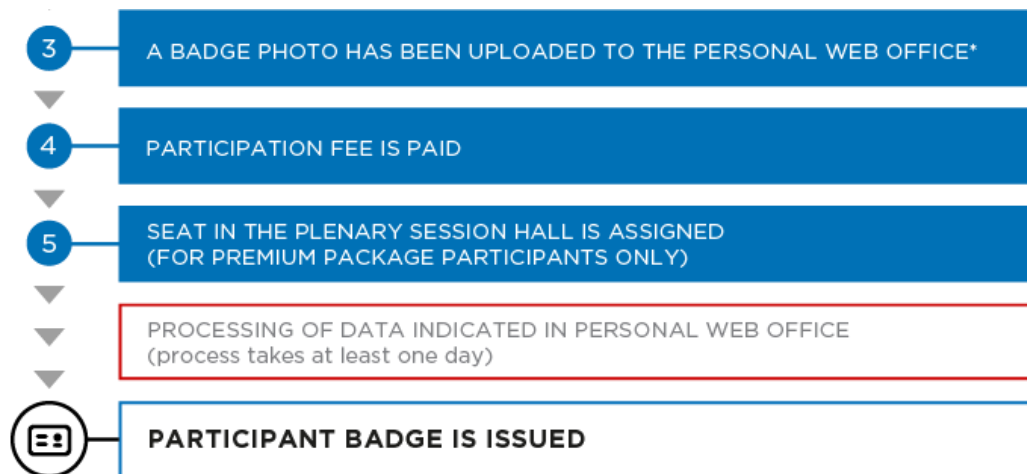 3
A BADGE PHOTO HAS BEEN UPLOADED TO THE PERSONAL WEB OFFICE*
4
PARTICIPATION FEE IS PAID
5
SEAT IN THE PLENARY SESSION HALL IS ASSIGNED
(FOR PREMIUM PACKAGE PARTICIPANTS ONLY)
PROCESSING OF DATA INDICATED IN PERSONAL WEB OFFICE
(process takes at least one day)
PARTICIPANT BADGE IS ISSUED